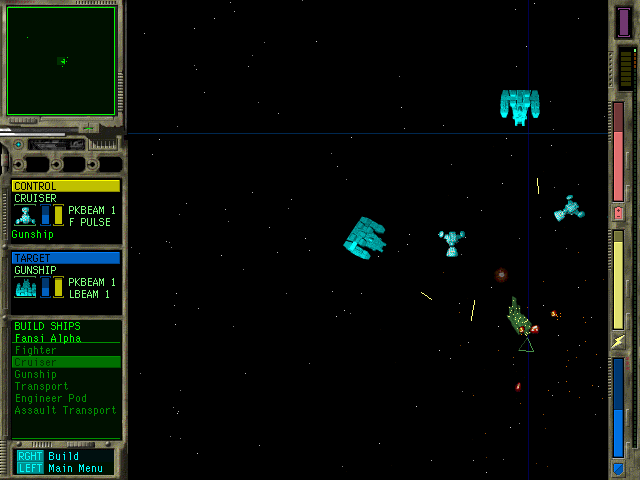 CONTROL
CRUISER
PKBEAM 1
F PULSE
Gunship
TARGET
GUNSHIP
PKBEAM 1
LBEAM 1
BUILD SHIPS
Fansi Alpha
Fighter
Cruiser
Gunship
Transport
Engineer Pod
Assault Transport
RGHT Build
LEFT Main Menu